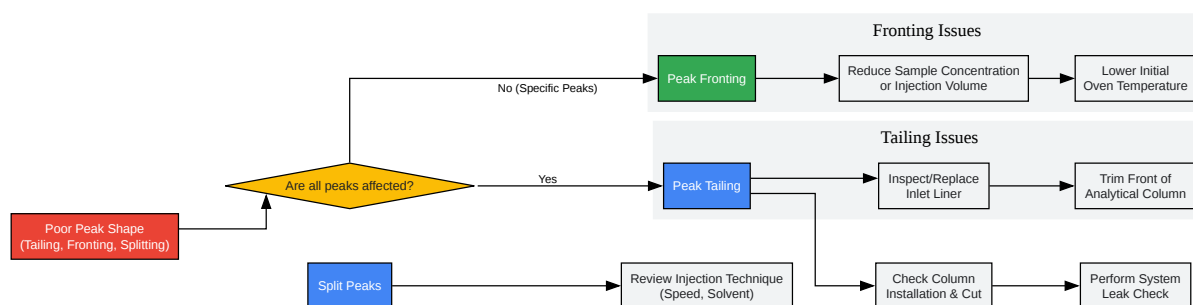 Fronting Issues
Peak Fronting
Reduce Sample Concentration
or Injection Volume
Lower Initial
Oven Temperature
No (Specific Peaks)
Tailing Issues
Are all peaks affected?
Yes
Peak Tailing
Inspect/Replace
Inlet Liner
Trim Front of
Analytical Column
Poor Peak Shape
(Tailing, Fronting, Splitting)
Split Peaks
Review Injection Technique
(Speed, Solvent)
Check Column
Installation & Cut
Perform System
Leak Check